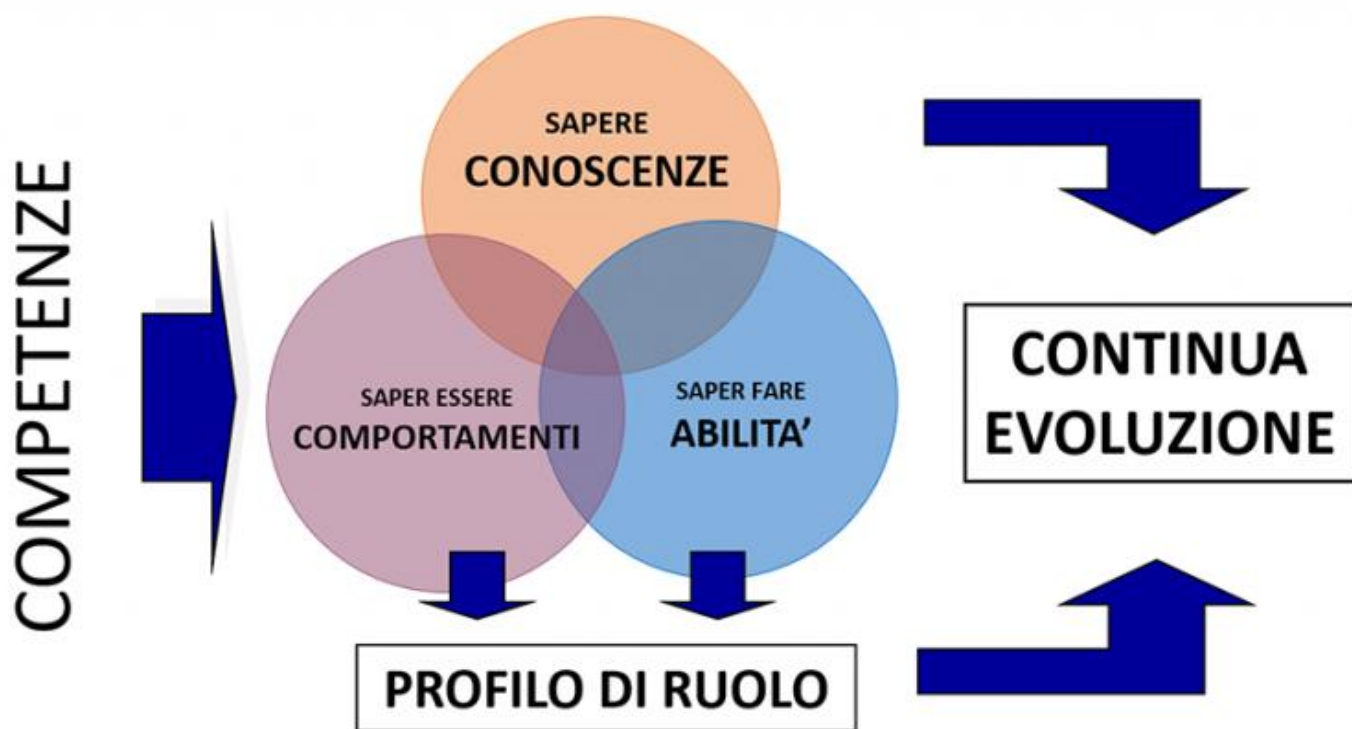 COMPETENZE
SAPERE
CONOSCENZE
SAPER ESSERE
COMPORTAMENTI
SAPER FARE
ABILITA’
CONTINUA
EVOLUZIONE
PROFILO DI RUOLO